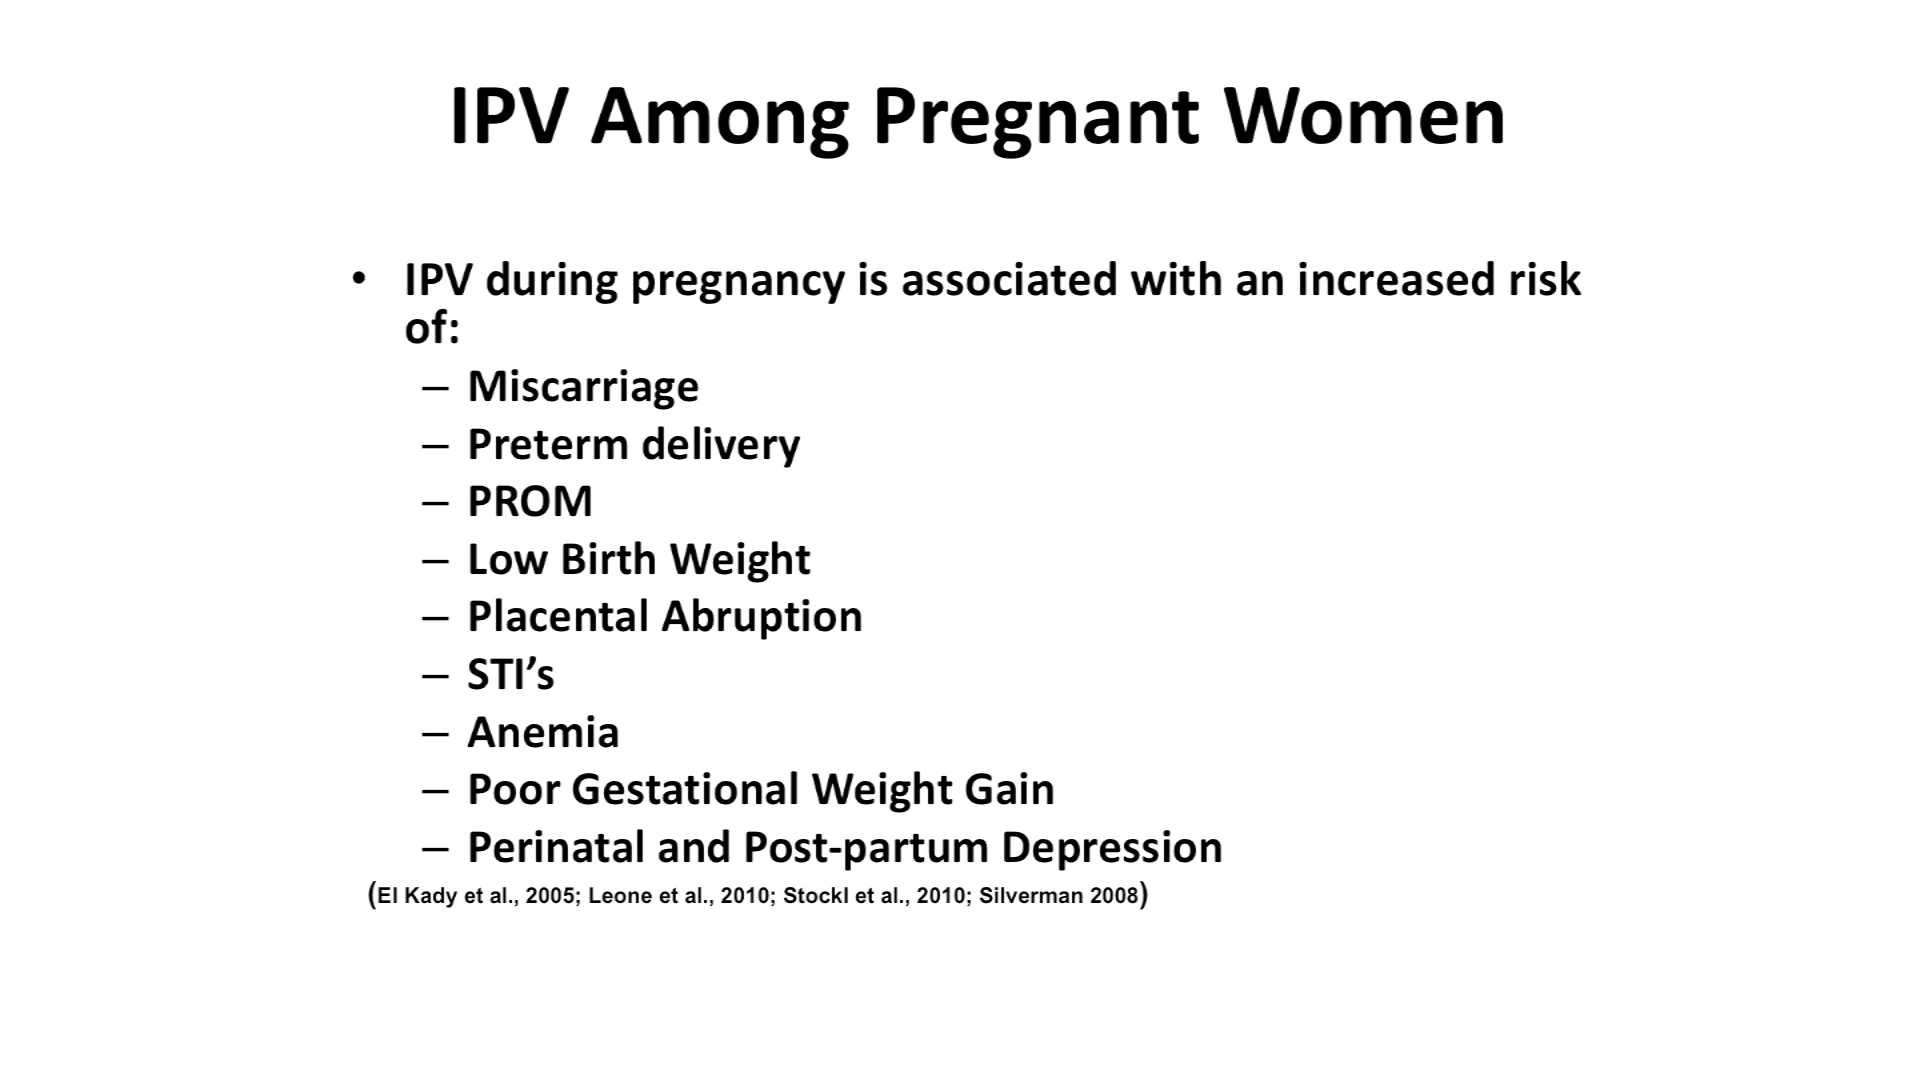 IPV Among Pregnant Women
• IPV during pregnancy is associated with an increased risk
of:
– Miscarriage
– Preterm delivery
– PROM
– Low Birth Weight
– Placental Abruption
– STI’s
– Anemia
– Poor Gestational Weight Gain
– Perinatal and Post-partum Depression
(El Kady et al., 2005; Leone et al., 2010; Stockl et al., 2010; Silverman 2008)